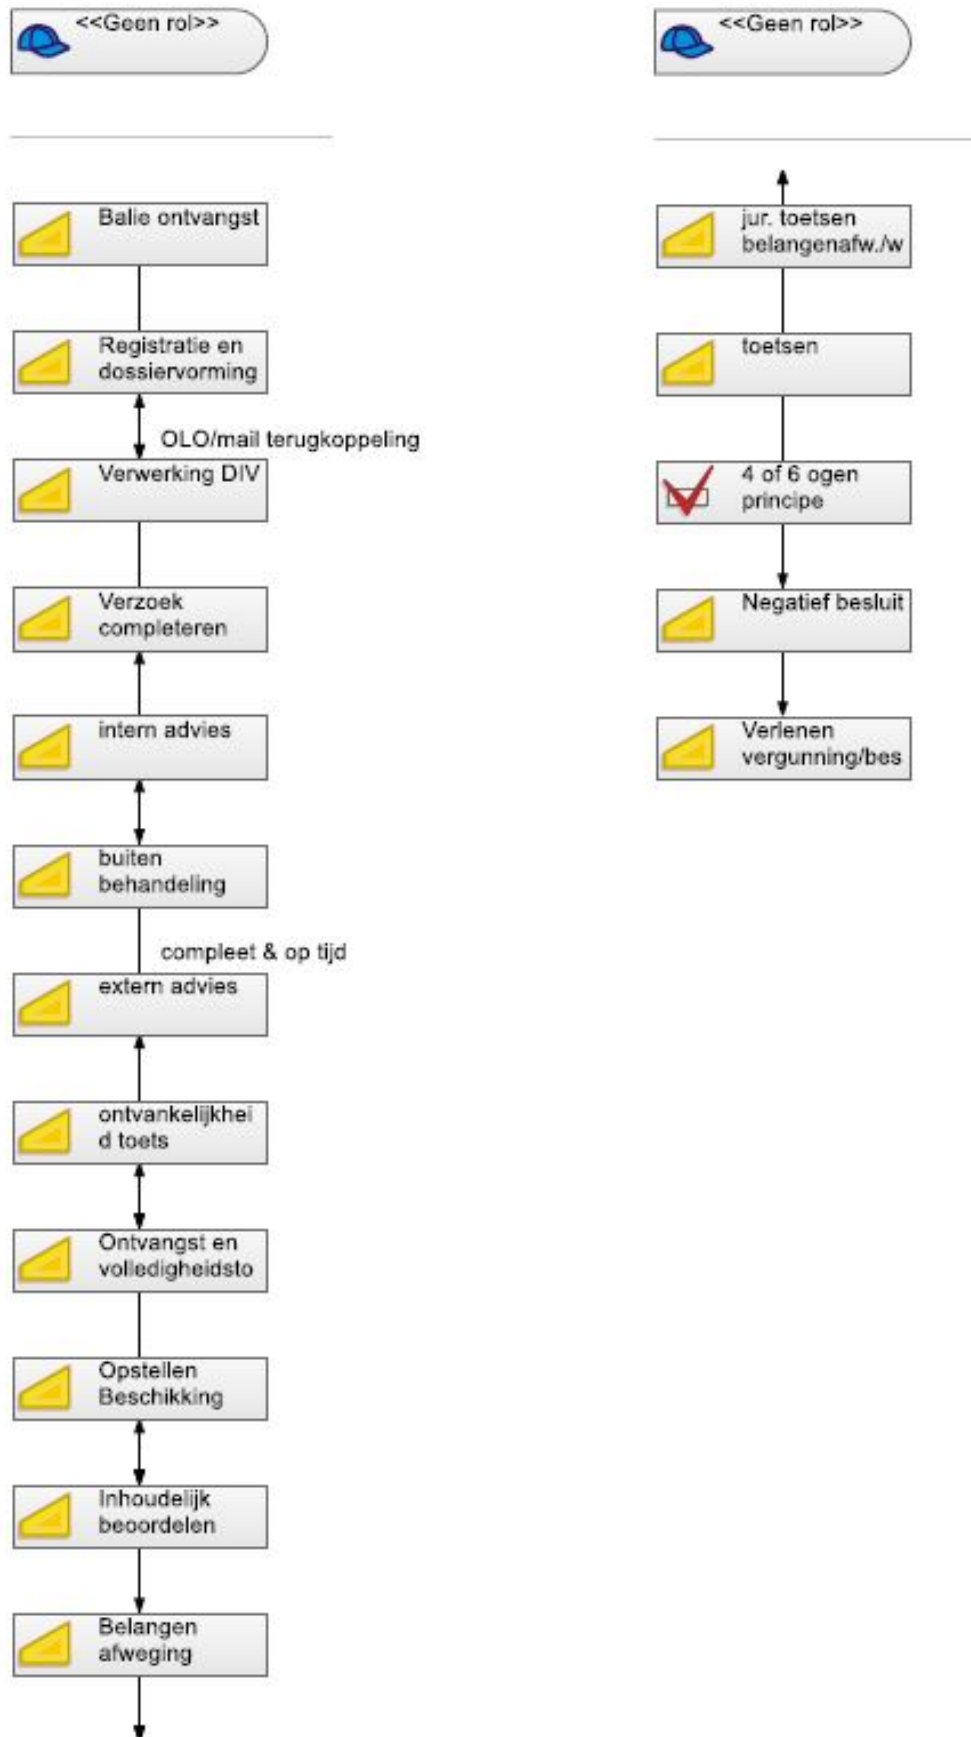 <<Geen rol>>
Balie ontvangst
Registratie en
dossiervorming
OLO/mail terugkoppeling
Verwerking DIV
Verzoek
completeren
intern advies
buiten
behandeling
compleet & op tijd
extern advies
ontvankelijkhei
d toets
Ontvangst en
volledigheidsto
Opstellen
Beschikking
Inhoudelijk
beoordelen
Belangen
afweging
<<Geen rol>>
jur. toetsen
belangenafw./w
toetsen
4 of 6 ogen
principe
Negatief besluit
Verlenen
vergunning/bes